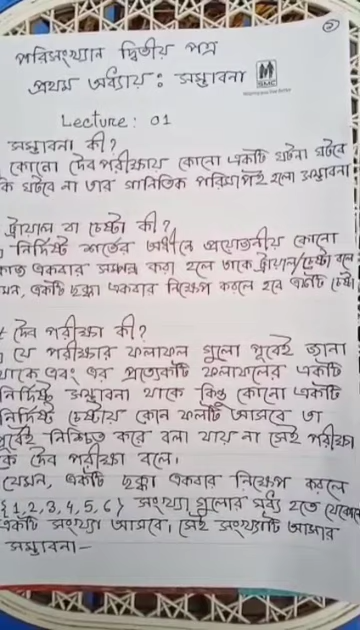 ২
পরিসংখ্যান দ্বিতীয় পত্র
প্রথম অধ্যায়ঃ সম্ভাবনা
SMC
Lecture: 01
সম্ভাবনা কী?
কোনো দৈব পরীক্ষায় কোনো একটি ঘটনা ঘটবে
কি ঘটবে না তার গানিতিক পরিমাপই হলো সম্ভাবনা
ট্রায়াল বা চেষ্টা কী?
নির্দিষ্ট শর্তের অধীনে প্রয়োজনীয় কোনো
কাজ একবার সম্পন্ন করা হলে তাকে ট্রায়াল/চেষ্টা বলে
যেমন, একটি ছক্কা একবার নিক্ষেপ করলে হবে একটি চেষ্টা
# দৈব পরীক্ষা কী?
যে পরীক্ষার ফলাফল গুলো পূর্বেই জানা
থাকে এবং এর প্রত্যেকটি ফলাফলের একটি
নির্দিষ্ট সম্ভাবনা থাকে কিন্তু কোনো একটি
নির্দিষ্ট চেষ্টায় কোন ফলটি আসবে তা
পূর্বেই নিশ্চিত করে বলা যায় না সেই পরীক্ষা
কে দৈব পরীক্ষা বলে।
যেমন, একটি ছক্কা একবার নিক্ষেপ করলে
{1,2,3,4,5,6} সংখ্যা গুলোর মধ্য হতে
একটি সংখ্যা আসবে। সেই সংখ্যাটি আসার
সম্ভাবনা—